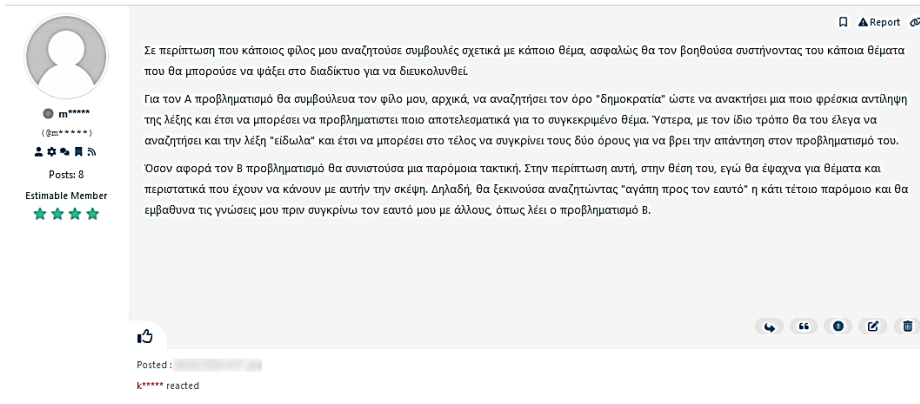 Report
Σε περίπτωση που κάποιος φίλος μου αναζητούσε συμβουλές σχετικά με κάποιο θέμα, ασφαλώς θα τον βοηθούσα συστήνοντας του κάποια θέματα
που θα μπορούσε να ψάξει στο διαδίκτυο για να διευκολυνθεί.
Για τον Α προβληματισμό θα συμβούλευα τον φίλο μου, αρχικά, να αναζητήσει τον όρο "δημοκρατία" ώστε να ανακτήσει μια ποιο φρέσκια αντίληψη
της λέξης και έτσι να μπορέσει να προβληματιστεί ποιο αποτελεσματικά για το συγκεκριμένο θέμα. Ύστερα, με τον ίδιο τρόπο θα του έλεγα να
αναζητήσει και την λέξη "είδωλα" και έτσι να μπορέσει στο τέλος να συγκρίνει τους δύο όρους για να βρει την απάντηση στον προβληματισμό του.
Όσον αφορά τον Β προβληματισμό θα συνιστούσα μια παρόμοια τακτική. Στην περίπτωση αυτή, στην θέση του, εγώ θα έψαχνα για θέματα και
περιστατικά που έχουν να κάνουν με αυτήν την σκέψη. Δηλαδή, θα ξεκινούσα αναζητώντας "αγάπη προς τον εαυτό" η κάτι τέτοιο παρόμοιο και θα
εμβαθυνα τις γνώσεις μου πριν συγκρίνω τον εαυτό μου με άλλους, όπως λέει ο προβληματισμό Β.
m*****
(@m*****)
Posts: 8
Estimable Member
Posted :
k***** reacted